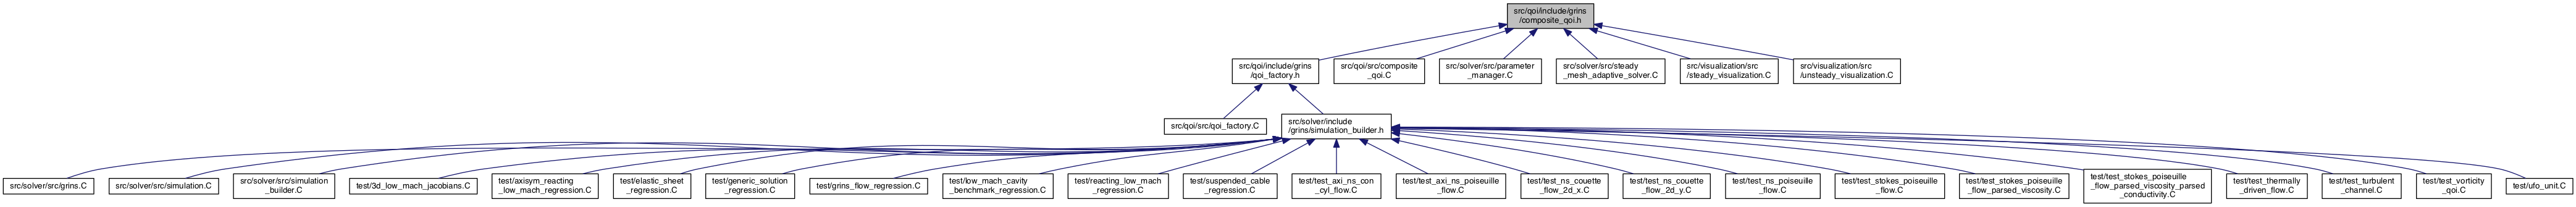 src/qoi/include/grins
/composite_qoi.h
src/qoi/include/grins
/qoi_factory.h
src/qoi/src/composite
_qoi.C
src/solver/src/parameter
_manager.C
src/solver/src/steady
_mesh_adaptive_solver.C
src/visualization/src
/steady_visualization.C
src/visualization/src
/unsteady_visualization.C
src/qoi/src/qoi_factory.C
src/solver/include
/grins/simulation_builder.h
src/solver/src/grins.C
src/solver/src/simulation.C
src/solver/src/simulation
_builder.C
test/3d_low_mach_jacobians.C
test/axisym_reacting
_low_mach_regression.C
test/elastic_sheet
_regression.C
test/generic_solution
_regression.C
test/grins_flow_regression.C
test/low_mach_cavity
_benchmark_regression.C
test/reacting_low_mach
_regression.C
test/suspended_cable
_regression.C
test/test_axi_ns_con
_cyl_flow.C
test/test_axi_ns_poiseuille
_flow.C
test/test_ns_couette
_flow_2d_x.C
test/test_ns_couette
_flow_2d_y.C
test/test_ns_poiseuille
_flow.C
test/test_stokes_poiseuille
_flow.C
test/test_stokes_poiseuille
_flow_parsed_viscosity.C
test/test_stokes_poiseuille
_flow_parsed_viscosity_parsed
_conductivity.C
test/test_thermally
_driven_flow.C
test/test_turbulent
_channel.C
test/test_vorticity
_qoi.C
test/ufo_unit.C